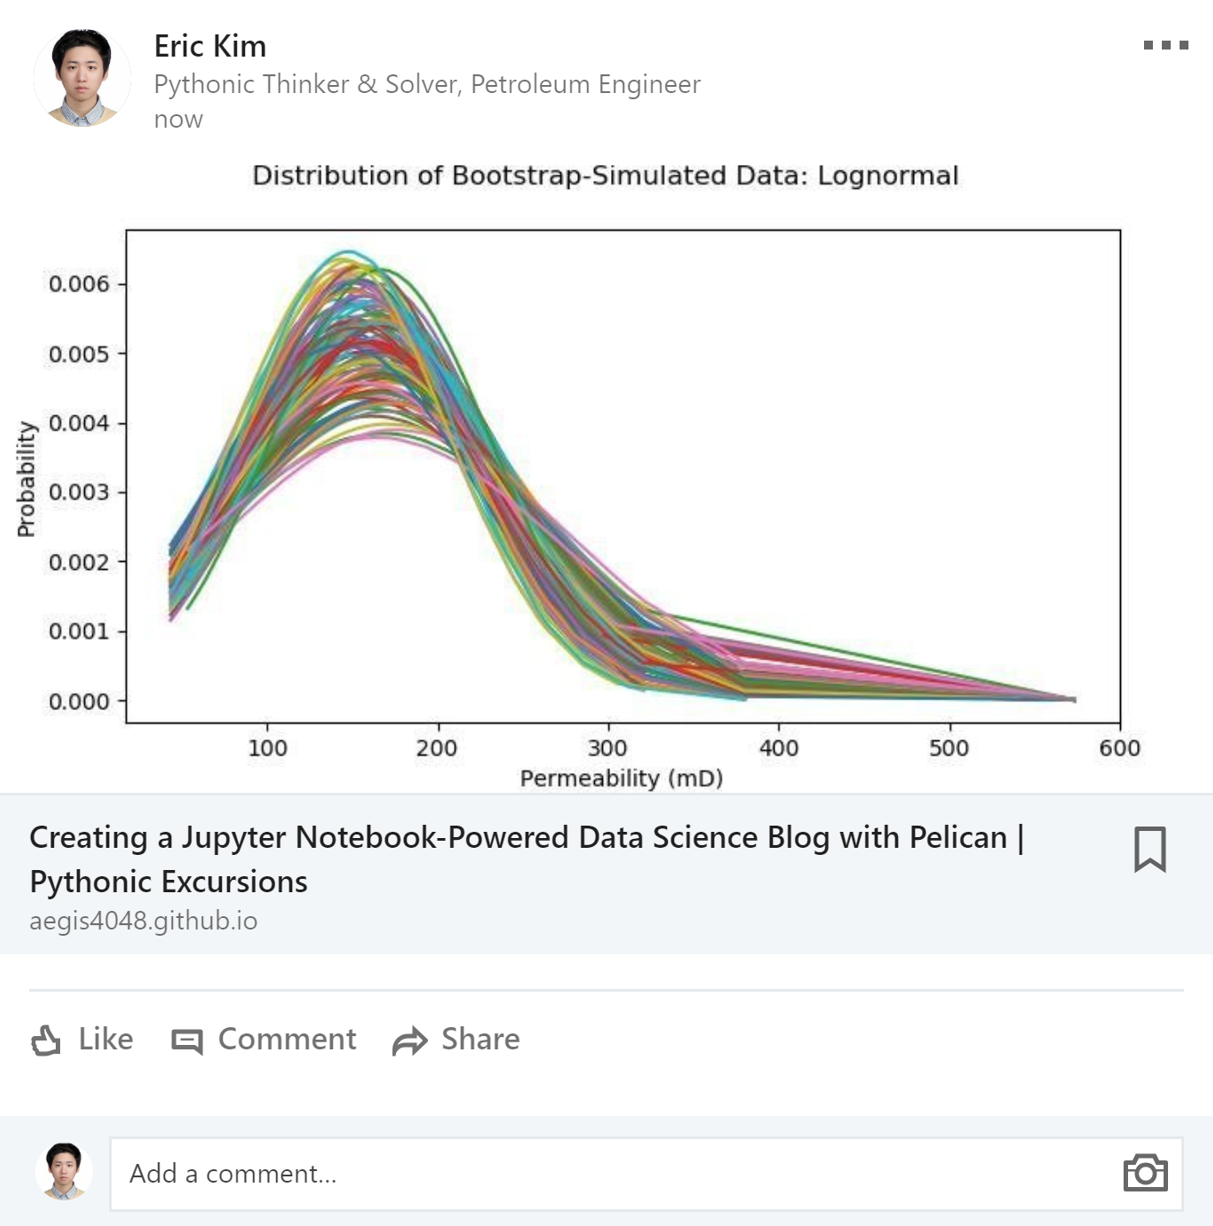 Eric Kim
Pythonic Thinker & Solver, Petroleum Engineer
now
Distribution of Bootstrap-Simulated Data: Lognormal
0.006
0.005
0.004
0.003
0.002
0.001
0.000
Probability
100 200 300 400 500 600
Permeability (mD)
Creating a Jupyter Notebook-Powered Data Science Blog with Pelican |
Pythonic Excursions
aegis4048.github.io
Like Comment Share
Add a comment...